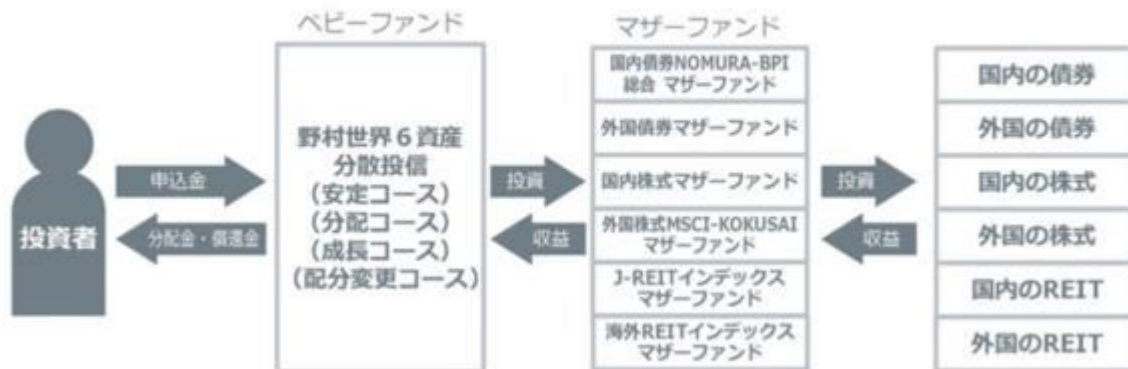 ベビーファンド
マザーファンド
投資者
申込金
分配金・償還金
野村世界６資産
分散投信
（安定コース）
（分配コース）
（成長コース）
（配分変更コース）
投資
収益
国内債券NOMURA-BPI
総合 マザーファンド
外国債券マザーファンド
国内株式マザーファンド
外国株式MSCI-KOKUSAI
マザーファンド
J-REITインデックス
マザーファンド
海外REITインデックス
マザーファンド
投資
収益
国内の債券
外国の債券
国内の株式
外国の株式
国内のREIT
外国のREIT